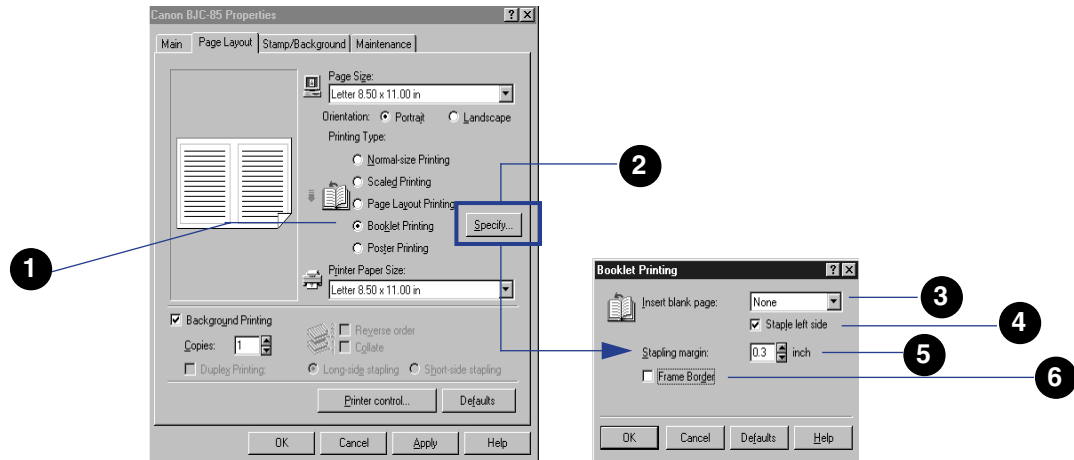 Canon BJC-85 Properties
Main Page Layout Stamp/Background Maintenance
Page Size:
Letter 8.50 x 11.00 in
Orientation: Portrait Landscape
Printing Type:
Normal-size Printing
Scaled Printing
Page Layout Printing
Booklet Printing
Specify...
Poster Printing
Printer Paper Size:
Letter 8.50 x 11.00 in
Background Printing
Copies: 1
Duplex Printing:
Reverse order
Collate
Long-side stapling Short-side stapling
Printer control... Defaults
OK Cancel Apply Help
1
2
Booklet Printing
Insert blank page: None
Staple left side
Stapling margin: 0.3 inch
Frame Border
OK Cancel Defaults Help
3
4
5
6